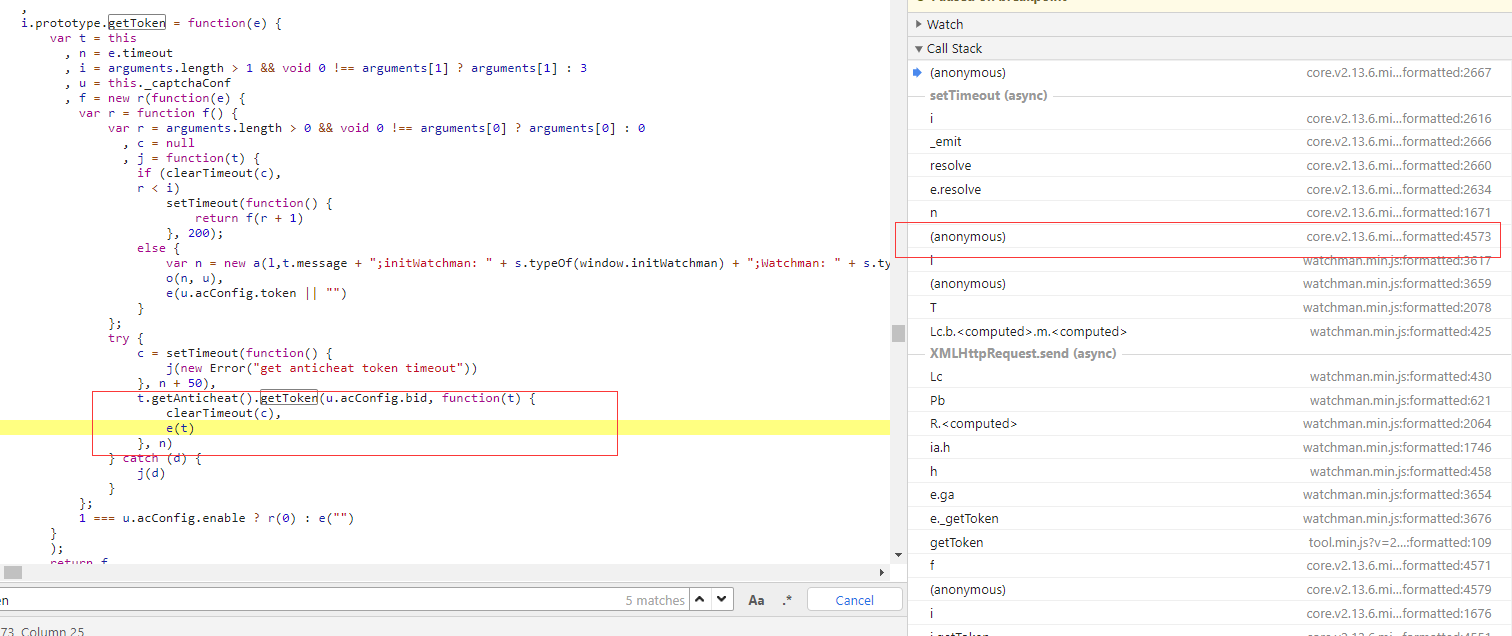 ,
i.prototype.getToken = function(e) {
var t = this
, n = e.timeout
, i = arguments.length > 1 && void 0 !== arguments[1] ? arguments[1] : 3
, u = this._captchaConf
, f = new r(function(e) {
var r = function f() {
var r = arguments.length > 0 && void 0 !== arguments[0] ? arguments[0] : 0
, c = null
, j = function(t) {
if (clearTimeout(c),
r < i)
setTimeout(function() {
return f(r + 1)
}, 200);
else {
var n = new a(l,t.message + ";initWatchman: " + s.typeOf(window.initWatchman) + ";Watchman: " + s.ty
o(n, u),
e(u.acConfig.token || "")
}
};
try {
c = setTimeout(function() {
j(new Error("get anticheat token timeout"))
}, n + 50),
t.getAnticheat().getToken(u.acConfig.bid, function(t) {
clearTimeout(c),
e(t)
}, n)
} catch (d) {
j(d)
}
};
1 === u.acConfig.enable ? r(0) : e("")
}
);
return f
en
5 matches
Aa
.*
Cancel
73, Column 25
Paused on breakpoint
Watch
Call Stack
(anonymous) core.v2.13.6.mi...formatted:2667
setTimeout (async)
i core.v2.13.6.mi...formatted:2616
_emit core.v2.13.6.mi...formatted:2666
resolve core.v2.13.6.mi...formatted:2660
e.resolve core.v2.13.6.mi...formatted:2634
n core.v2.13.6.mi...formatted:1671
(anonymous) core.v2.13.6.mi...formatted:4573
watchman.min.js:formatted:3617
(anonymous) watchman.min.js:formatted:3659
T watchman.min.js:formatted:2078
Lc.b.<computed>.m.<computed> watchman.min.js:formatted:425
XMLHttpRequest.send (async)
Lc watchman.min.js:formatted:430
Pb watchman.min.js:formatted:621
R.<computed> watchman.min.js:formatted:2064
ia.h watchman.min.js:formatted:1746
h watchman.min.js:formatted:458
e.ga watchman.min.js:formatted:3654
e._getToken watchman.min.js:formatted:3676
getToken tool.min.js?v=2...:formatted:109
f core.v2.13.6.mi...formatted:4571
(anonymous) core.v2.13.6.mi...formatted:4579
i core.v2.13.6.mi...formatted:1676
i.getToken core.v2.13.6.mi...formatted:4551